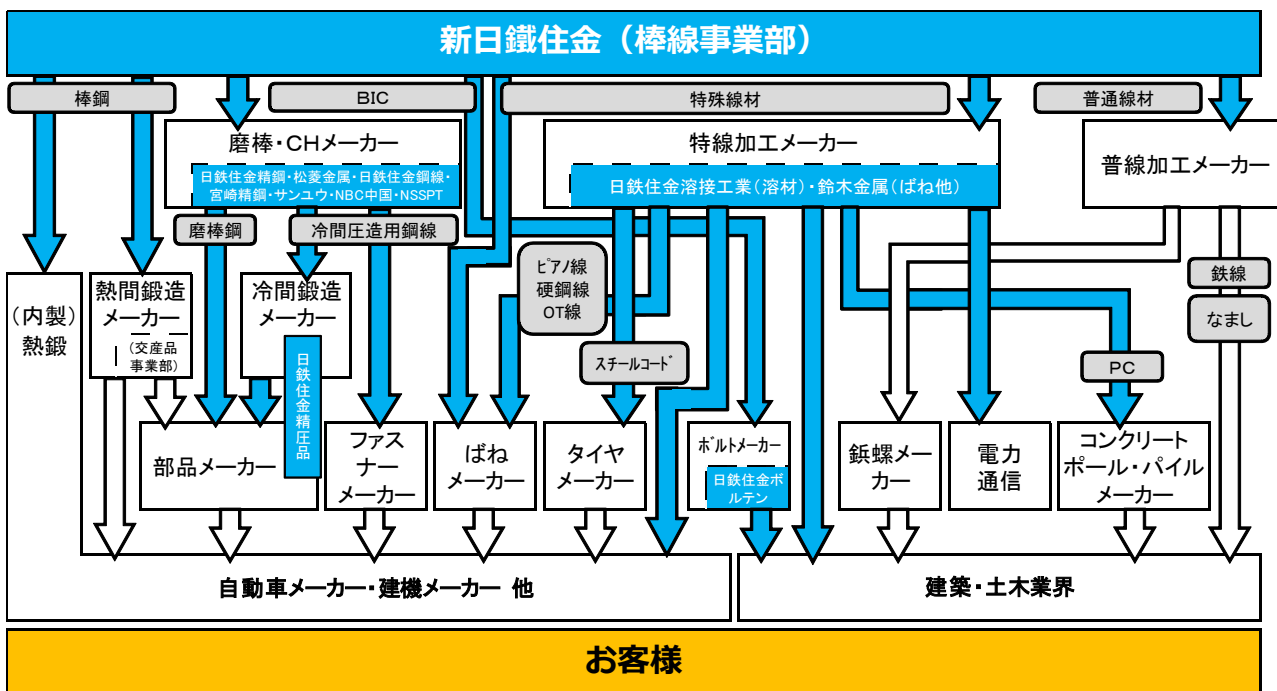 新日鐵住金（棒線事業部）
棒鋼
BIC
特殊線材
普通線材
磨棒・CHメーカー
日鉄住金精鋼・松菱金属・日鉄住金鋼線・
宮崎精鋼・サンユウ・NBC中国・NSSPT
特線加工メーカー
日鉄住金溶接工業（溶材）・鈴木金属（ばね他）
普線加工メーカー
磨棒鋼
冷間圧造用鋼線
ﾋﾟｱﾉ線
硬鋼線
OT線
鉄線
なまし
（内製）
熱鍛
熱間鍛造
メーカー
（交産品
事業部）
冷間鍛造
メーカー
日鉄住金精圧品
ｽﾁｰﾙｺｰﾄﾞ
PC
部品メーカー
ファス
ナー
メーカー
ばね
メーカー
タイヤ
メーカー
ﾎﾞﾙﾄﾒｰｶｰ
日鉄住金ボ
ルテン
鋲螺メー
カー
電力
通信
コンクリート
ポール・パイル
メーカー
自動車メーカー・建機メーカー 他
建築・土木業界
お客様